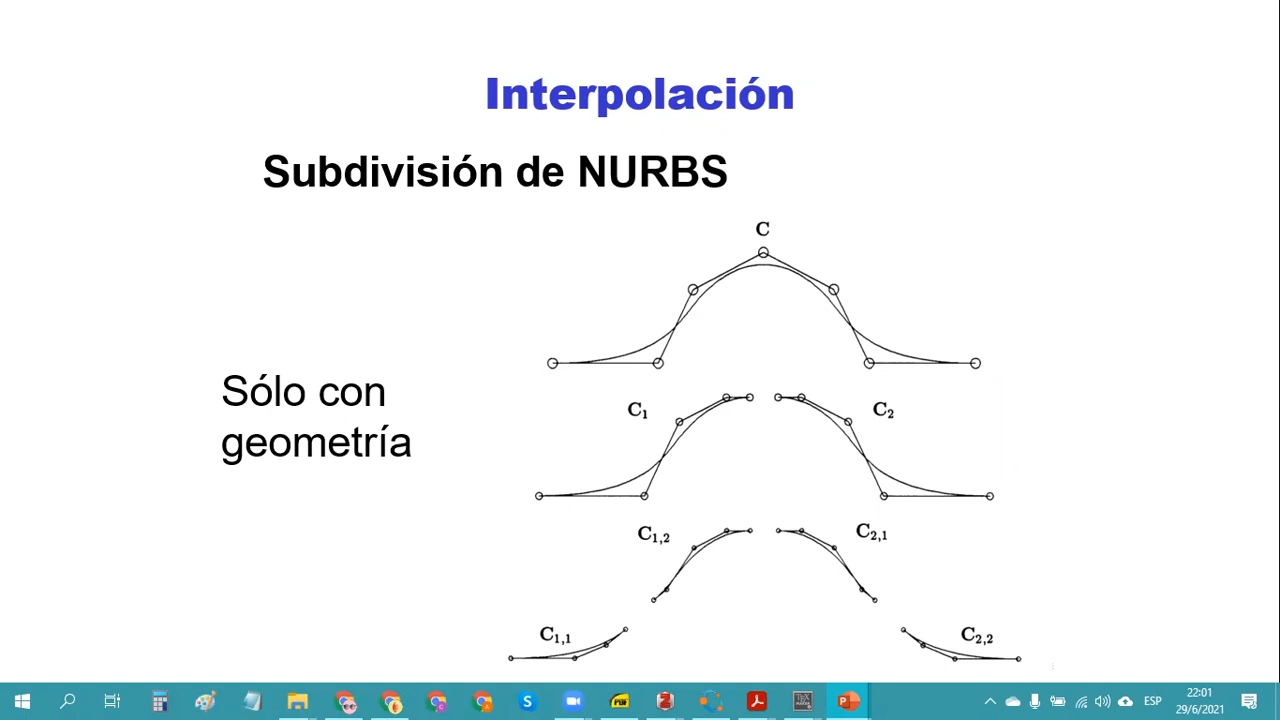 Interpolación
Subdivisión de NURBS
C
Sólo con
geometría
C1
C2
C1,2
C2,1
C1,1
C2,2
ESP
22:01
29/6/2021